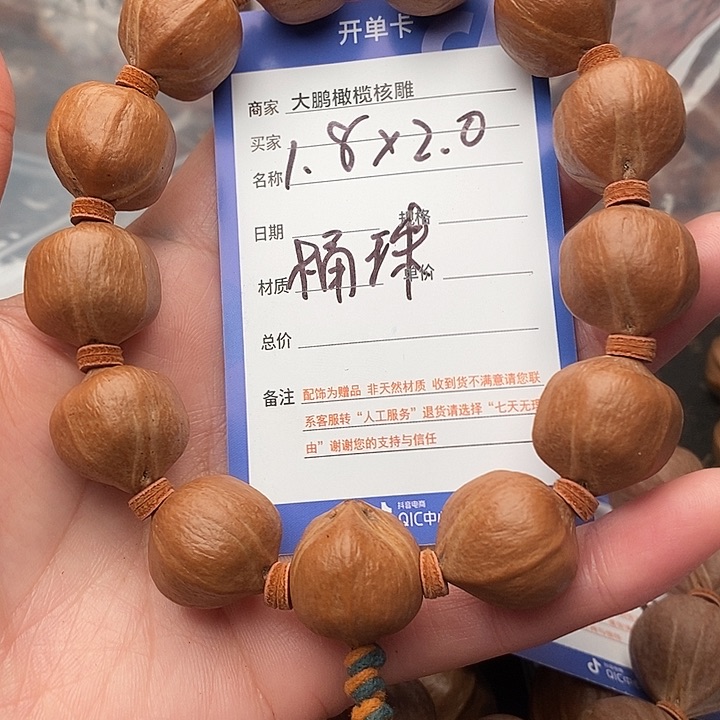 开单卡
商家 大鹏橄榄核雕
买家
1.8×2.0
名称
日期 规格
桶珠
材质 单价
总价
备注 配饰为赠品 非天然材质 收到货不满意请您联
系客服转“人工服务”退货请选择“七天无理
由”谢谢您的支持与信任
抖音电商
QIC中